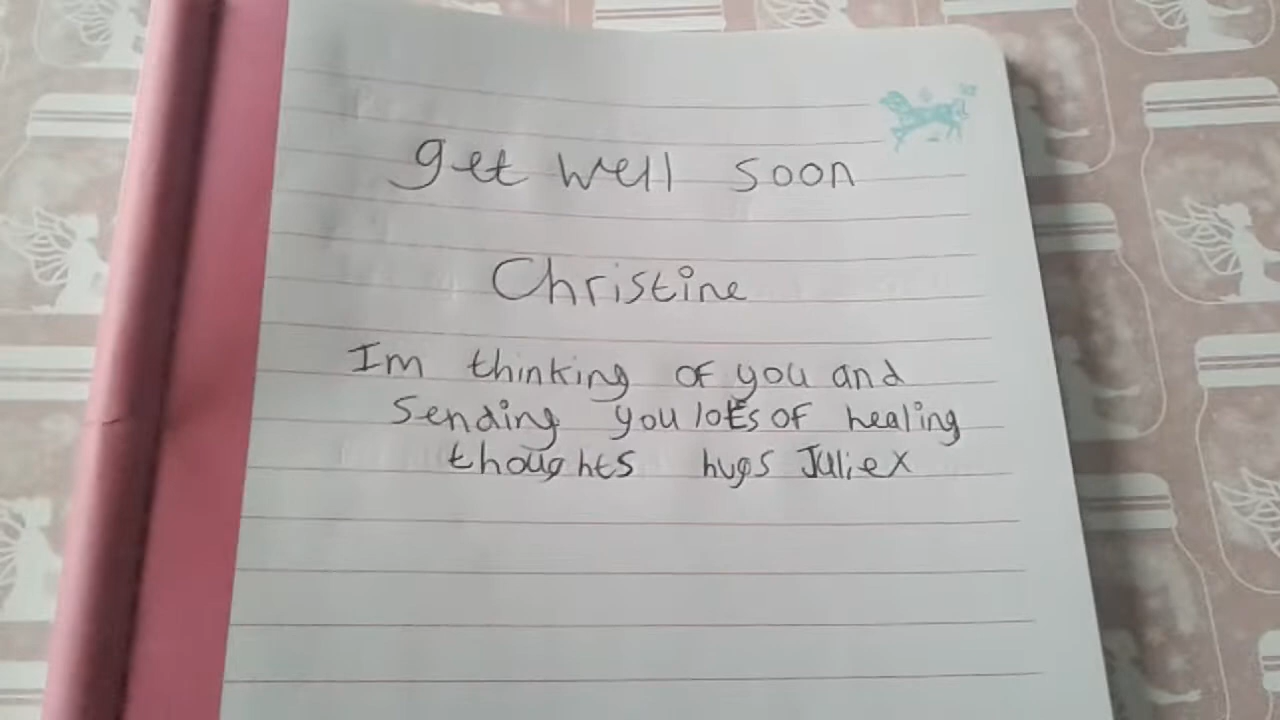 get well soon
Christine
Im thinking of you and
sending you lots of healing
thoughts hugs Julie x